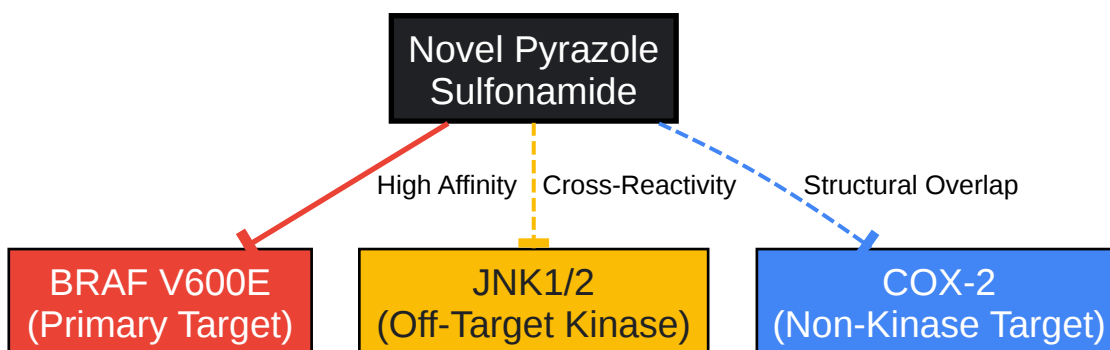 Novel Pyrazole
Sulfonamide
High Affinity
Cross-Reactivity
Structural Overlap
BRAF V600E
(Primary Target)
JNK1/2
(Off-Target Kinase)
COX-2
(Non-Kinase Target)